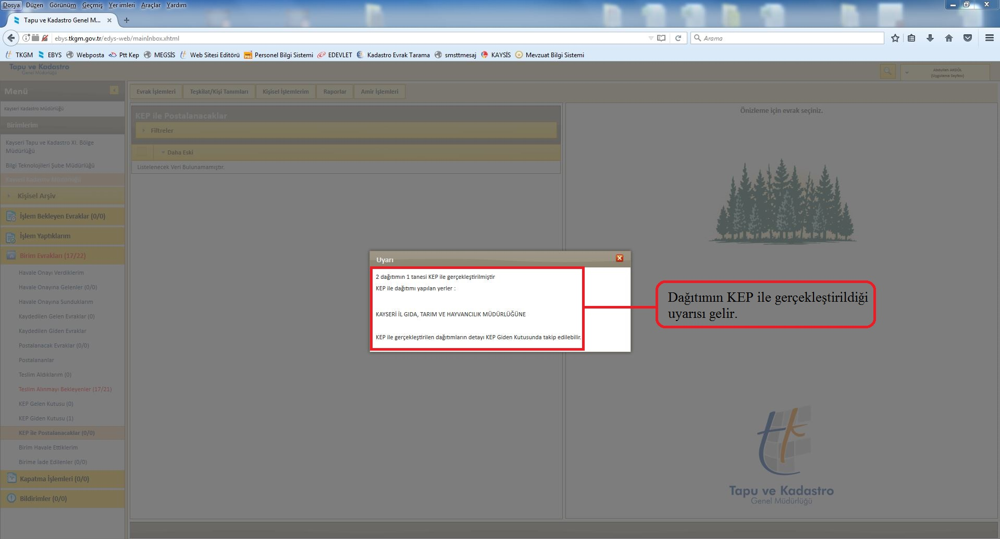 Dosya Düzen Görünüm Geçmiş Yer imleri Araçlar Yardım
Tapu ve Kadastro Genel M...
ebys.tkgm.gov.tr/edys-web/mainInbox.xhtml
Arama
TKGM EBYS Webposta Ptt Kep MEGSİS Web Sitesi Editörü PBS Personel Bilgi Sistemi EDEVLET Kadastro Evrak Tarama smsttmesaj KAYSİS Mevzuat Bilgi Sistemi
Tapu ve Kadastro
Genel Müdürlüğü
Abdullah AKDÖL
(Uygulama Sayfası)
Menü
Kayseri Kadastro Müdürlüğü
Birimlerim
Kayseri Tapu ve Kadastro XI. Bölge
Müdürlüğü
Bilgi Teknolojileri Şube Müdürlüğü
Kayseri Kadastro Müdürlüğü
Kişisel Arşiv
İşlem Bekleyen Evraklar (0/0)
İşlem Yaptıklarım
Birim Evrakları (17/22)
Havale Onayı Verdiklerim
Havale Onayına Gelenler (0/0)
Havale Onayına Sunduklarım
Kaydedilen Gelen Evraklar (0)
Kaydedilen Giden Evraklar
Postalanacak Evraklar (0/0)
Postalananlar
Teslim Aldıklarım (0)
Teslim Alınmayı Bekleyenler (17/21)
KEP Gelen Kutusu (0)
KEP Giden Kutusu (1)
KEP ile Postalanacaklar (0/0)
Birim Havale Ettiklerim
Birime İade Edilenler (0/0)
Kapatma İşlemleri (0/0)
Bildirimler (0/0)
Evrak İşlemleri Teşkilat/Kişi Tanımları Kişisel İşlemlerim Raporlar Amir İşlemleri
KEP ile Postalanacaklar
Filtreler
Daha Eski
Listelenecek Veri Bulunamamıştır.
Önizleme için evrak seçiniz.
Uyarı
2 dağıtımın 1 tanesi KEP ile gerçekleştirilmiştir
KEP ile dağıtımı yapılan yerler :
KAYSERİ İL GIDA, TARIM VE HAYVANCILIK MÜDÜRLÜĞÜNE
KEP ile gerçekleştirilen dağıtımların detayı KEP Giden Kutusunda takip edilebilir.
Dağıtımın KEP ile gerçekleştirildiği
uyarısı gelir.
Tapu ve Kadastro
Genel Müdürlüğü